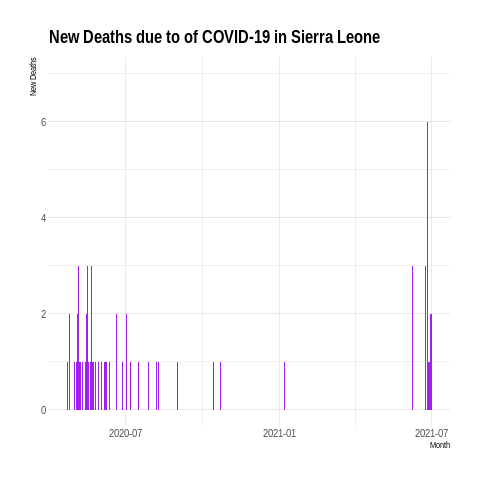 New Deaths due to of COVID-19 in Sierra Leone
New Deaths
6
4
2
0
2020-07 2021-01 2021-07
Month